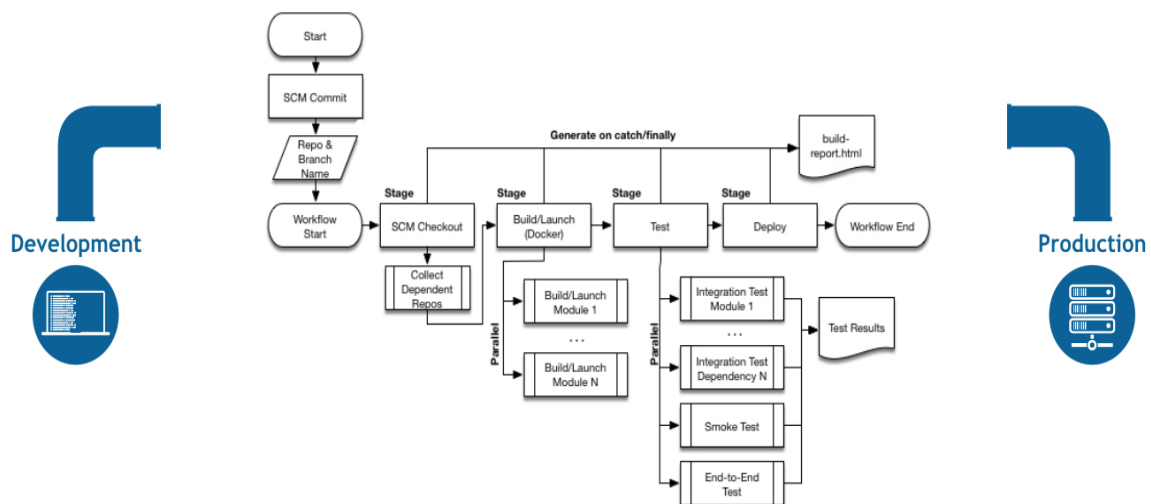 Start
SCM Commit
Repo &
Branch
Name
Generate on catch/finally
build-
report.html
Stage
Stage
Stage
Stage
Workflow
Start
SCM Checkout
Build/Launch
(Docker)
Test
Deploy
Workflow End
Development
Production
Collect
Dependent
Repos
Parallel
Build/Launch
Module 1
...
Build/Launch
Module N
Parallel
Integration Test
Module 1
...
Integration Test
Dependency N
Smoke Test
End-to-End
Test
Test Results